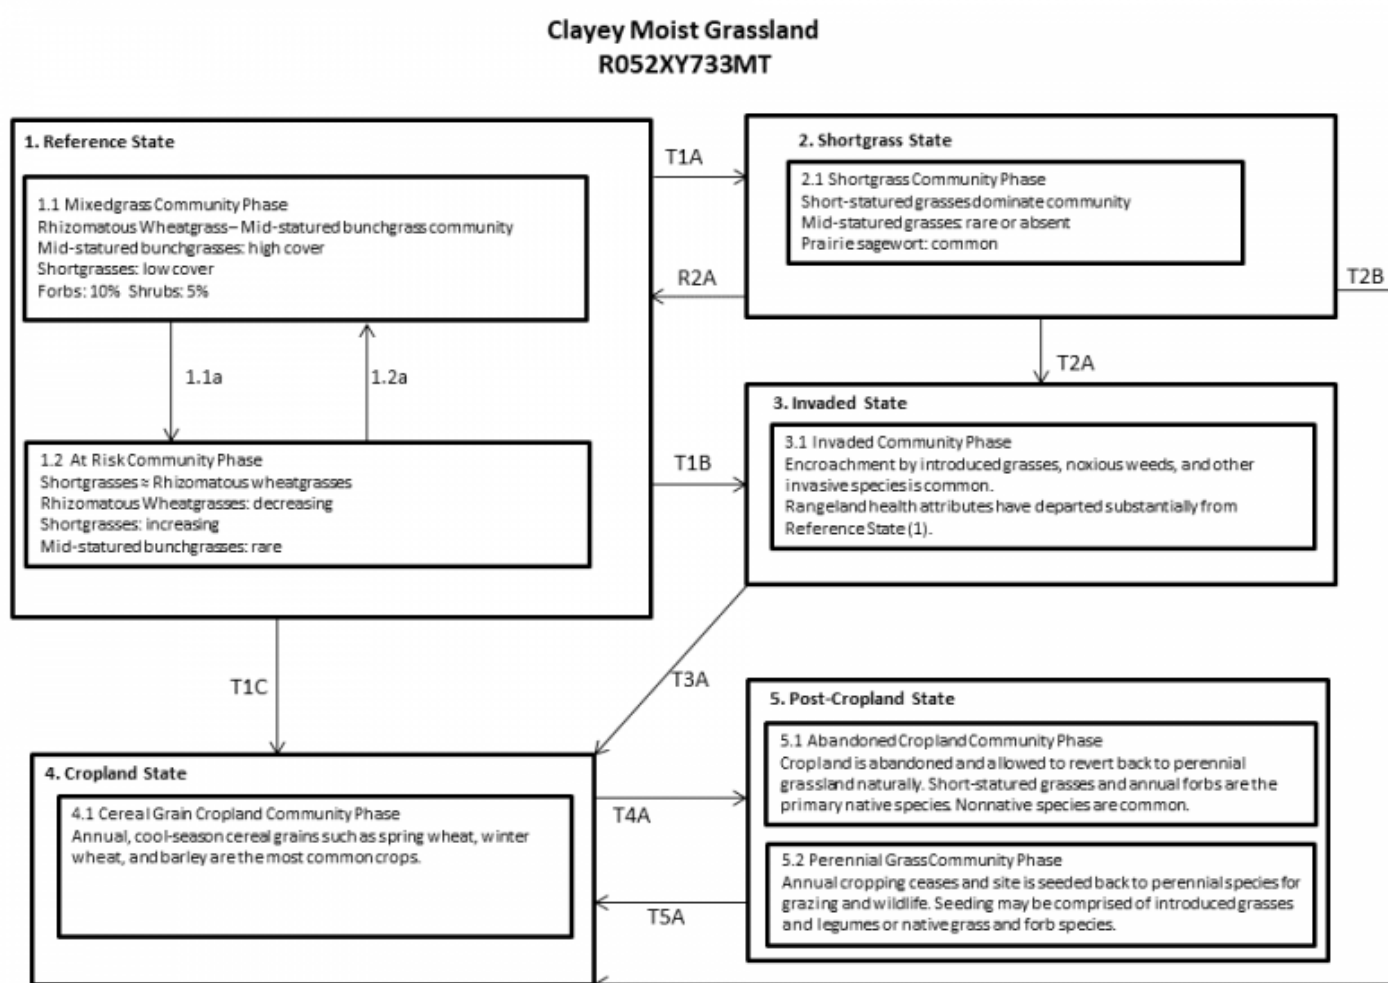 Clayey Moist Grassland
R052XY733MT
1. Reference State
1.1 Mixedgrass Community Phase
Rhizomatous Wheatgrass– Mid-statured bunchgrass community
Mid-statured bunchgrasses: high cover
Shortgrasses: low cover
Forbs: 10% Shrubs: 5%
1.1a
1.2a
1.2 At Risk Community Phase
Shortgrasses ≈ Rhizomatous wheatgrasses
Rhizomatous Wheatgrasses: decreasing
Shortgrasses: increasing
Mid-statured bunchgrasses: rare
T1A
R2A
T1B
T1C
2. Shortgrass State
2.1 Shortgrass Community Phase
Short-statured grasses dominate community
Mid-statured grasses: rare or absent
Prairie sagewort: common
T2B
T2A
3. Invaded State
3.1 Invaded Community Phase
Encroachment by introduced grasses, noxious weeds, and other
invasive species is common.
Rangeland health attributes have departed substantially from
Reference State (1).
T3A
4. Cropland State
4.1 Cereal Grain Cropland Community Phase
Annual, cool-season cereal grains such as spring wheat, winter
wheat, and barley are the most common crops.
T4A
T5A
5. Post-Cropland State
5.1 Abandoned Cropland Community Phase
Cropland is abandoned and allowed to revert back to perennial
grassland naturally. Short-statured grasses and annual forbs are the
primary native species. Nonnative species are common.
5.2 Perennial Grass Community Phase
Annual cropping ceases and site is seeded back to perennial species for
grazing and wildlife. Seeding may be comprised of introduced grasses
and legumes or native grass and forb species.